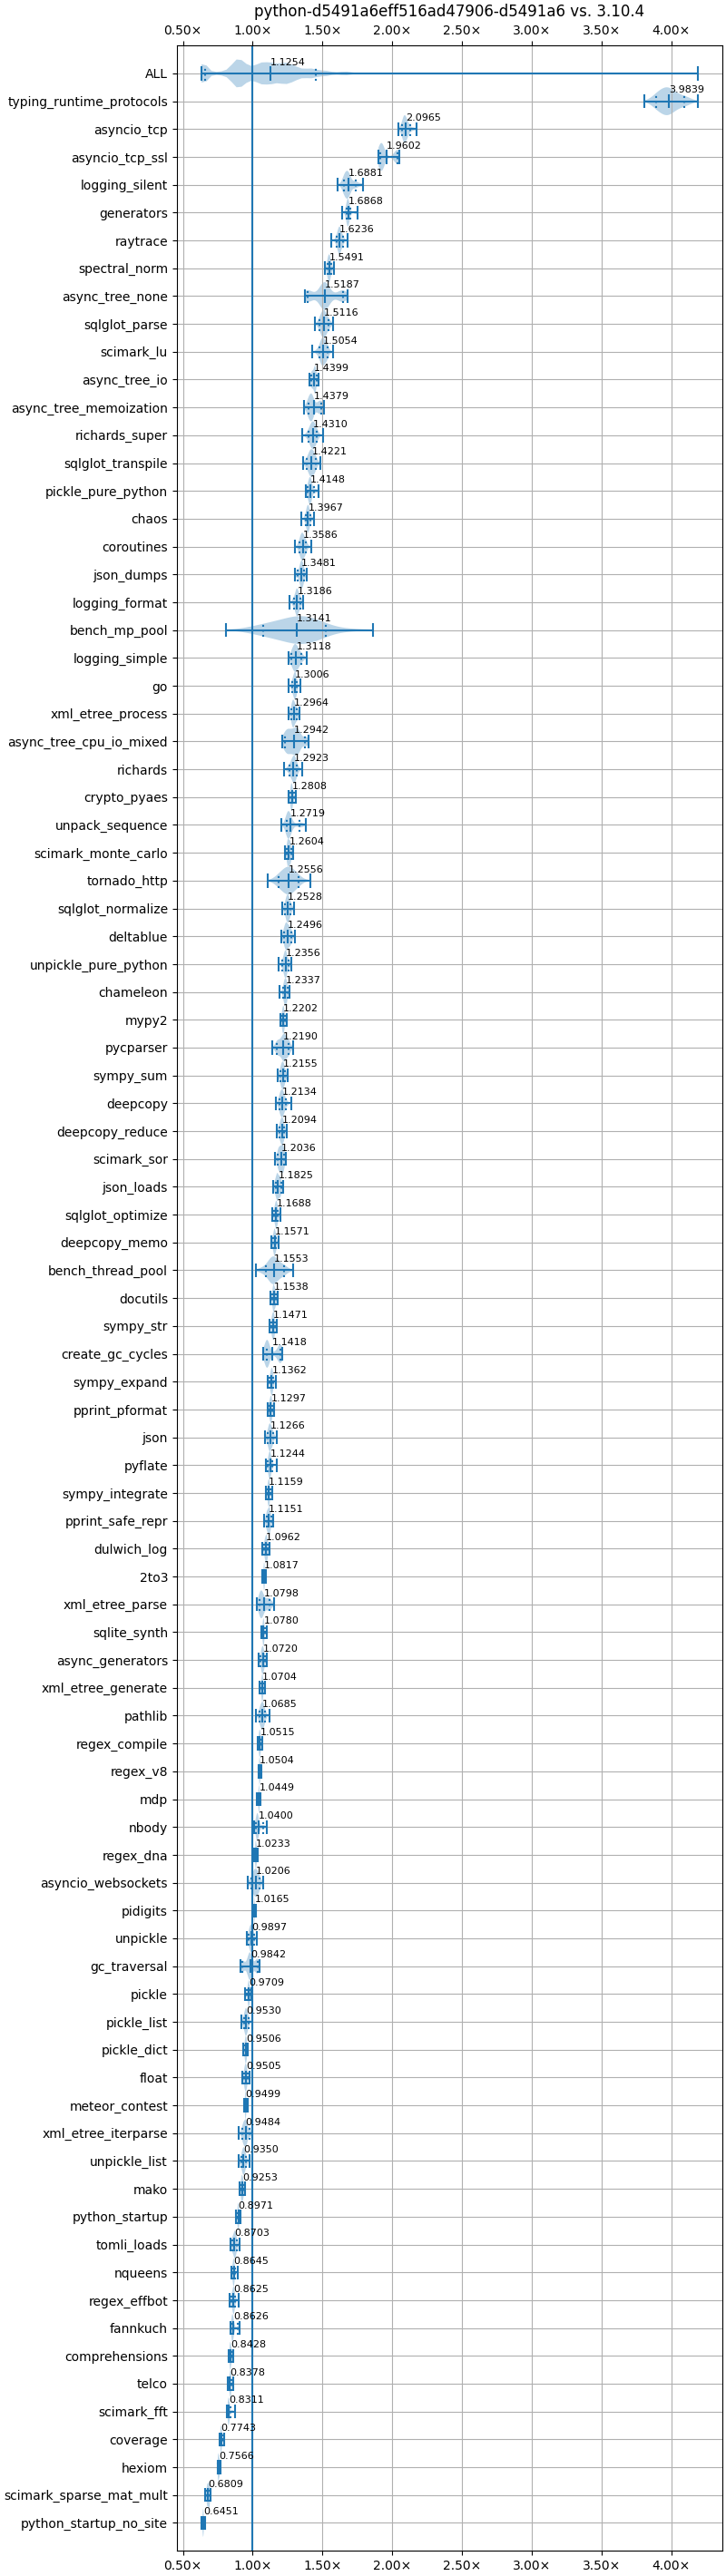 python-d5491a6eff516ad47906-d5491a6 vs. 3.10.4
0.50× 1.00× 1.50× 2.00× 2.50× 3.00× 3.50× 4.00×
ALL 1.1254
typing_runtime_protocols 3.9839
asyncio_tcp 2.0965
asyncio_tcp_ssl 1.9602
logging_silent 1.6881
generators 1.6868
raytrace 1.6236
spectral_norm 1.5491
async_tree_none 1.5187
sqlglot_parse 1.5116
scimark_lu 1.5054
async_tree_io 1.4399
async_tree_memoization 1.4379
richards_super 1.4310
sqlglot_transpile 1.4221
pickle_pure_python 1.4148
chaos 1.3967
coroutines 1.3586
json_dumps 1.3481
logging_format 1.3186
bench_mp_pool 1.3141
logging_simple 1.3118
go 1.3006
xml_etree_process 1.2964
async_tree_cpu_io_mixed 1.2942
richards 1.2923
crypto_pyaes 1.2808
unpack_sequence 1.2719
scimark_monte_carlo 1.2604
tornado_http 1.2556
sqlglot_normalize 1.2528
deltablue 1.2496
unpickle_pure_python 1.2356
chameleon 1.2337
mypy2 1.2202
pycparser 1.2190
sympy_sum 1.2155
deepcopy 1.2134
deepcopy_reduce 1.2094
scimark_sor 1.2036
json_loads 1.1825
sqlglot_optimize 1.1688
deepcopy_memo 1.1571
bench_thread_pool 1.1553
docutils 1.1538
sympy_str 1.1471
create_gc_cycles 1.1418
sympy_expand 1.1362
pprint_pformat 1.1297
json 1.1266
pyflate 1.1244
sympy_integrate 1.1159
pprint_safe_repr 1.1151
dulwich_log 1.0962
2to3 1.0817
xml_etree_parse 1.0798
sqlite_synth 1.0780
async_generators 1.0720
xml_etree_generate 1.0704
pathlib 1.0685
regex_compile 1.0515
regex_v8 1.0504
mdp 1.0449
nbody 1.0400
regex_dna 1.0233
asyncio_websockets 1.0206
pidigits 1.0165
unpickle 0.9897
gc_traversal 0.9842
pickle 0.9709
pickle_list 0.9530
pickle_dict 0.9506
float 0.9505
meteor_contest 0.9499
xml_etree_iterparse 0.9484
unpickle_list 0.9350
mako 0.9253
python_startup 0.8971
tomli_loads 0.8703
nqueens 0.8645
regex_effbot 0.8625
fannkuch 0.8626
comprehensions 0.8428
telco 0.8378
scimark_fft 0.8311
coverage 0.7743
hexiom 0.7566
scimark_sparse_mat_mult 0.6809
python_startup_no_site 0.6451
0.50× 1.00× 1.50× 2.00× 2.50× 3.00× 3.50× 4.00×